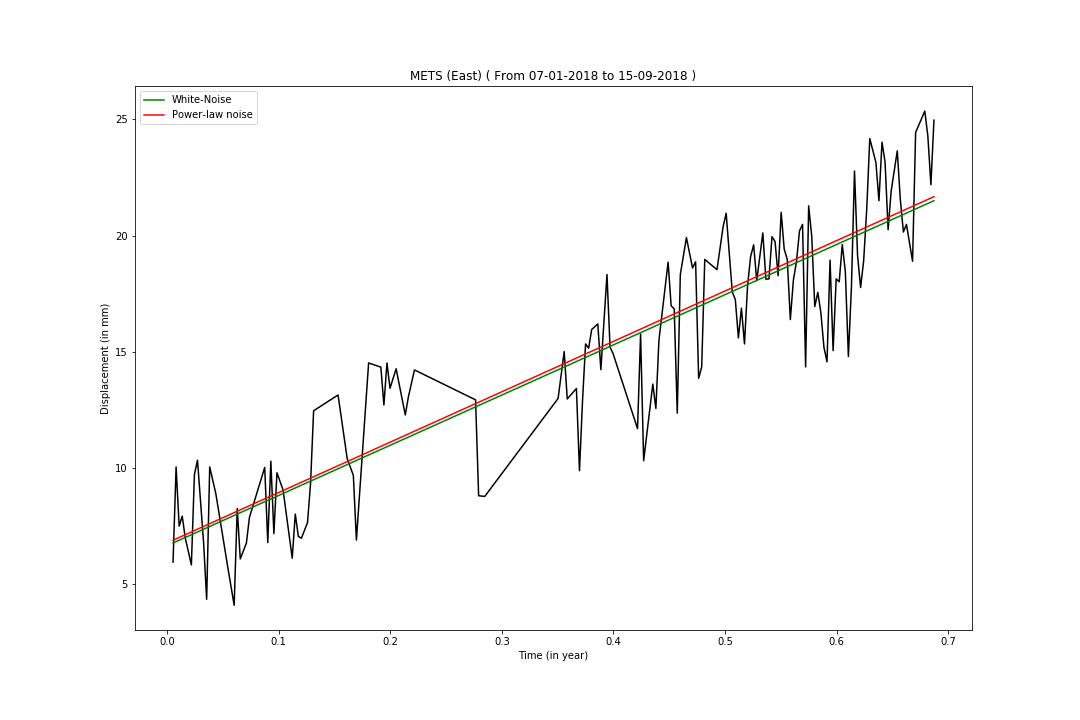 METS (East) ( From 07-01-2018 to 15-09-2018 )
White-Noise
Power-law noise
Displacement (in mm)
25
20
15
10
5
0.0 0.1 0.2 0.3 0.4 0.5 0.6 0.7
Time (in year)